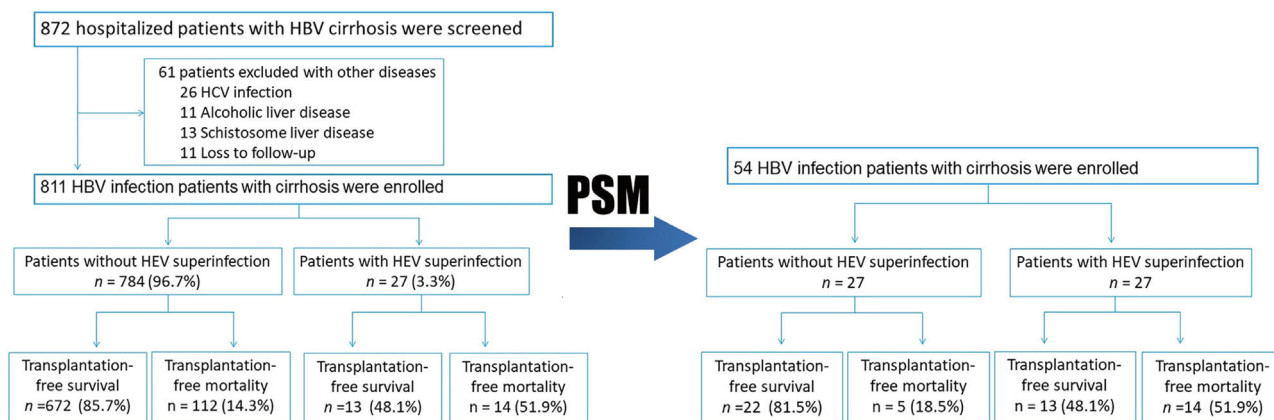 872 hospitalized patients with HBV cirrhosis were screened
61 patients excluded with other diseases
26 HCV infection
11 Alcoholic liver disease
13 Schistosome liver disease
11 Loss to follow-up
811 HBV infection patients with cirrhosis were enrolled
Patients without HEV superinfection
n = 784 (96.7%)
Patients with HEV superinfection
n = 27 (3.3%)
Transplantation-
free survival
n =672 (85.7%)
Transplantation-
free mortality
n = 112 (14.3%)
Transplantation-
free survival
n =13 (48.1%)
Transplantation-
free mortality
n = 14 (51.9%)
PSM
54 HBV infection patients with cirrhosis were enrolled
Patients without HEV superinfection
n = 27
Patients with HEV superinfection
n = 27
Transplantation-
free survival
n =22 (81.5%)
Transplantation-
free mortality
n = 5 (18.5%)
Transplantation-
free survival
n = 13 (48.1%)
Transplantation-
free mortality
n =14 (51.9%)